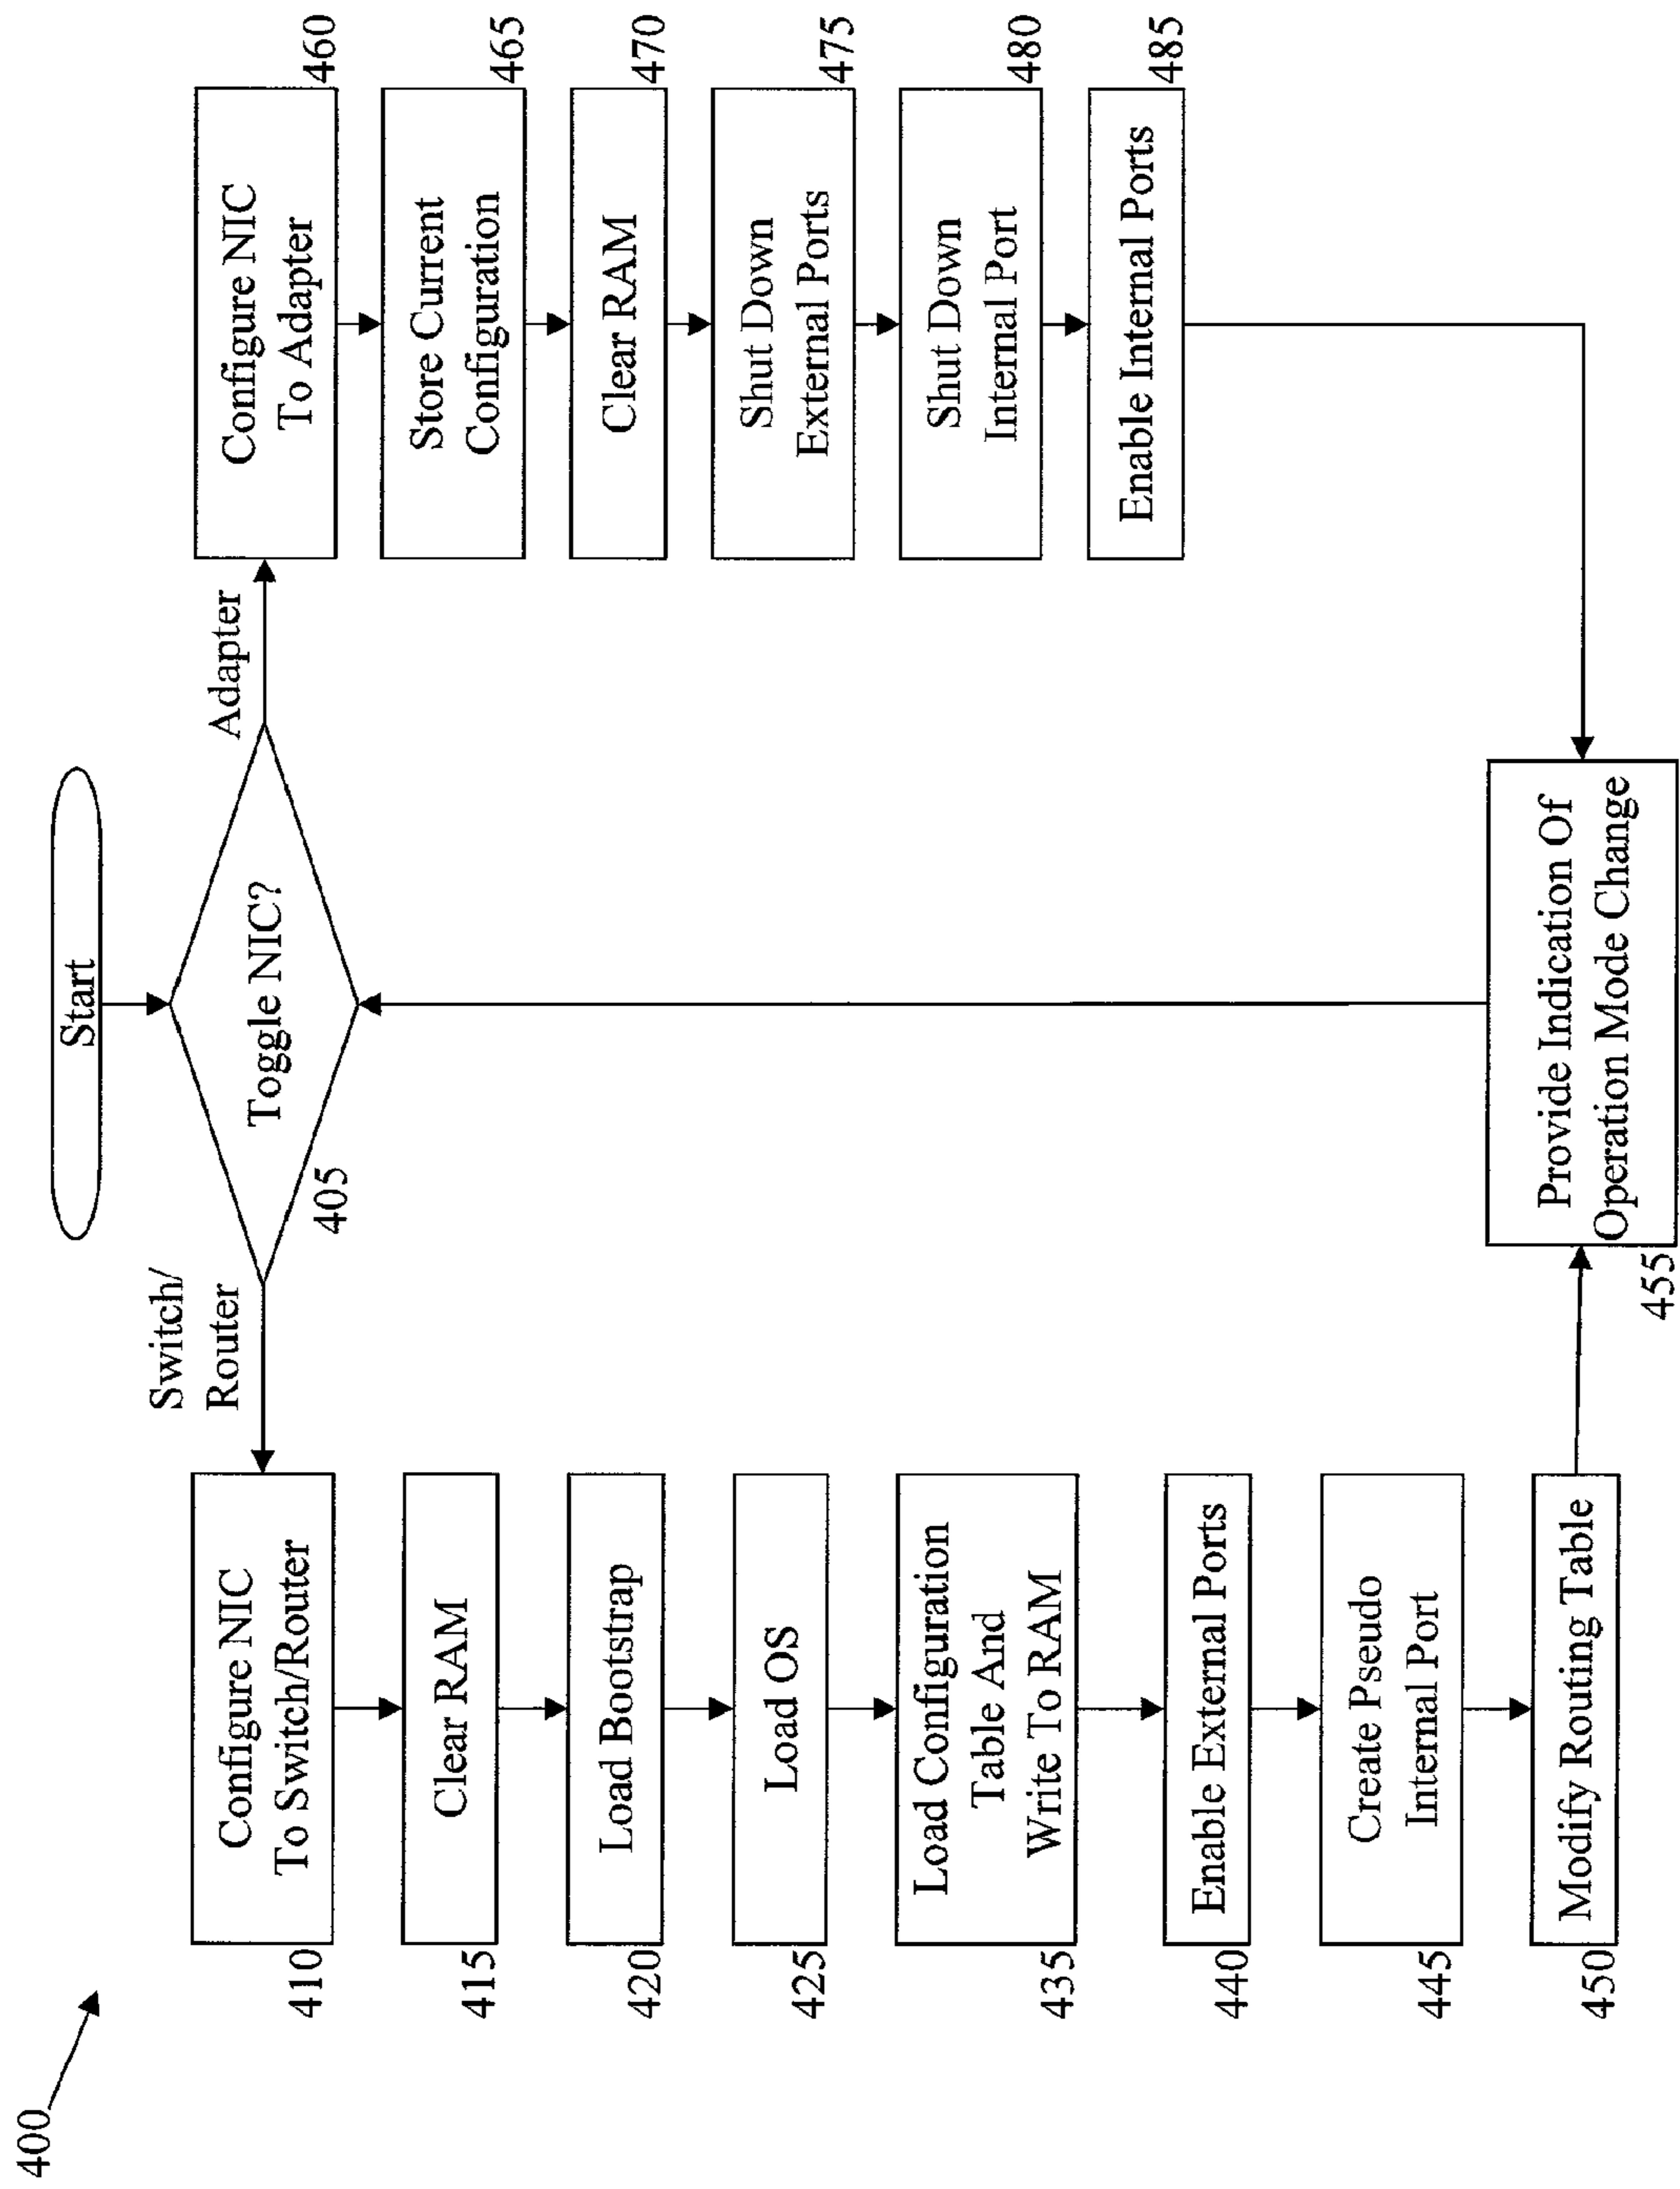 400
Start
Toggle NIC?
405
Switch/
Router
Adapter
Configure NIC
To Switch/Router
410
Clear RAM
415
Load Bootstrap
420
Load OS
425
Load Configuration
Table And
Write To RAM
435
Enable External Ports
440
Create Pseudo
Internal Port
445
Modify Routing Table
450
Provide Indication Of
Operation Mode Change
455
Configure NIC
To Adapter
460
Store Current
Configuration
465
Clear RAM
470
Shut Down
External Ports
475
Shut Down
Internal Port
480
Enable Internal Ports
485